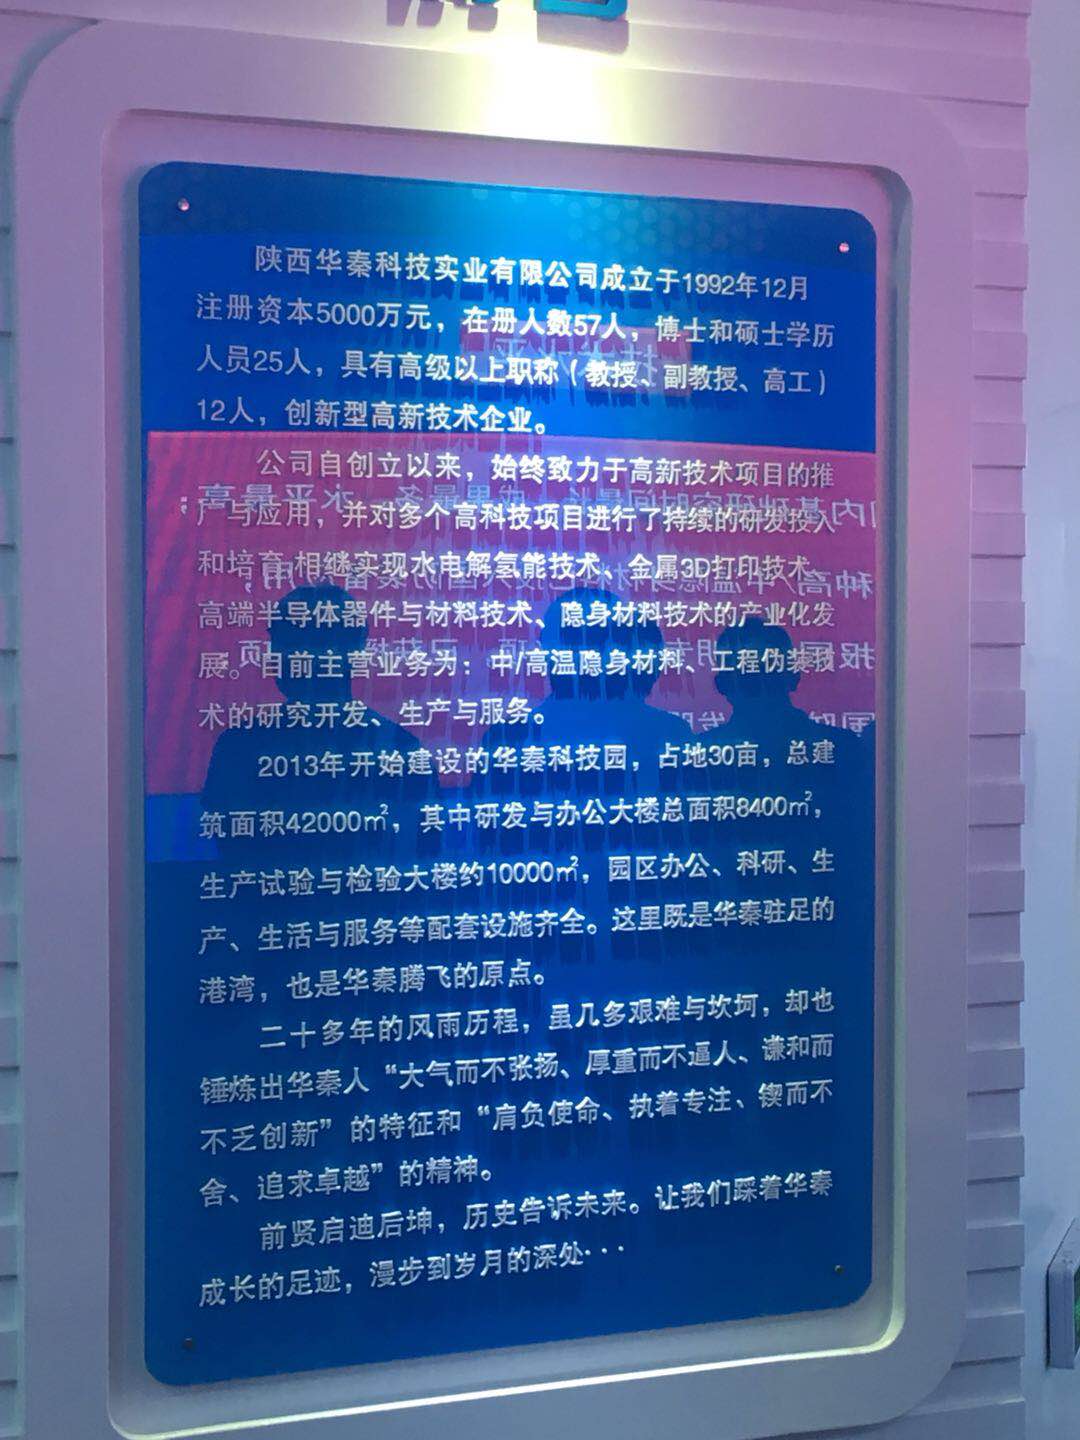 陕西华秦科技实业有限公司成立于1992年12月
注册资本5000万元，在册人数57人，博士和硕士学历
人员25人，具有高级以上职称（教授、副教授、高工）
12人，创新型高新技术企业。
公司自创立以来，始终致力于高新技术项目的推
广与应用，并对多个高科技项目进行了持续的研发投入
和培育 相继实现水电解氢能技术、金属3D打印技术、
高端半导体器件与材料技术、隐身材料技术的产业化发
展。目前主营业务为：中/高温隐身材料、工程伪装技
术的研究开发、生产与服务。
2013年开始建设的华秦科技园，占地30亩，总建
筑面积42000㎡，其中研发与办公大楼总面积8400㎡，
生产试验与检验大楼约10000㎡，园区办公、科研、生
产、生活与服务等配套设施齐全。这里既是华秦驻足的
港湾，也是华秦腾飞的原点。
二十多年的风雨历程，虽几多艰难与坎坷，却也
锤炼出华秦人“大气而不张扬、厚重而不逼人、谦和而
不乏创新”的特征和“肩负使命、执着专注、锲而不
舍、追求卓越”的精神。
前贤启迪后坤，历史告诉未来。让我们踩着华秦
成长的足迹，漫步到岁月的深处···